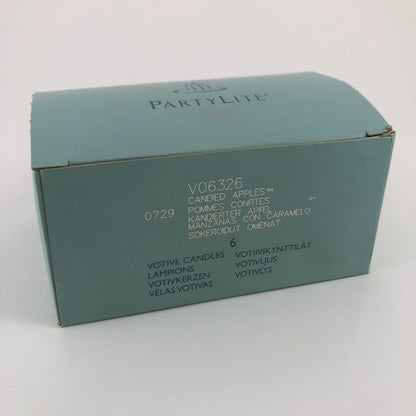 PARTYLITE®
V06326
CANDIED APPLES™
0729 POMMES CONFITES
KANDIERTER APFEL
MANZANAS CON CARAMELO
SOKEROIDUT OMENAT
6
VOTIVE CANDLES VOTIIVIKYNTTILÄT
LAMPIONS VOTIVLJUS
VOTIVKERZEN VOTIVLYS
VELAS VOTIVAS